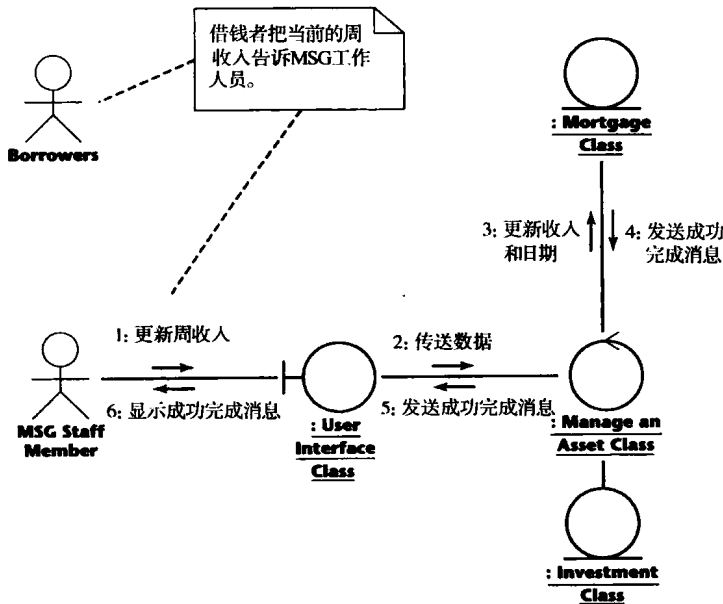 借钱者把当前的周
收入告诉MSG工作
人员。
Borrowers
: Mortgage
Class
3: 更新收入
和日期
4: 发送成功
完成消息
1: 更新周收入
2: 传送数据
6: 显示成功完成消息
5: 发送成功完成消息
MSG Staff
Member
: User
Interface
Class
: Manage an
Asset Class
: Investment
Class